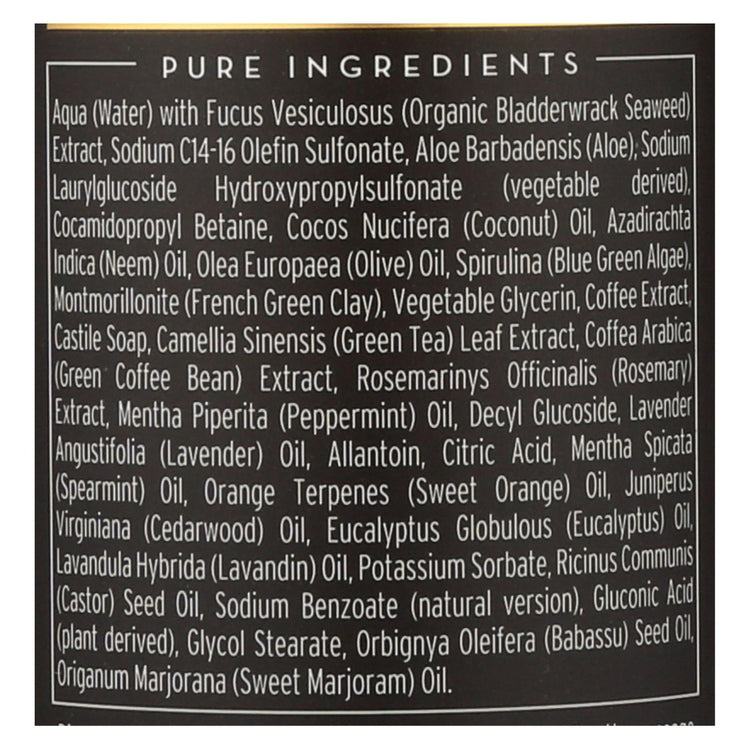 PURE INGREDIENTS
Aqua (Water) with Fucus Vesiculosus (Organic Bladderwrack Seaweed)
Extract, Sodium C14-16 Olefin Sulfonate, Aloe Barbadensis (Aloe), Sodium
Laurylglucoside Hydroxypropylsulfonate (vegetable derived),
Cocamidopropyl Betaine, Cocos Nucifera (Coconut) Oil, Azadirachta
Indica (Neem) Oil, Olea Europaea (Olive) Oil, Spirulina (Blue Green Algae),
Montmorillonite (French Green Clay), Vegetable Glycerin, Coffee Extract,
Castile Soap, Camellia Sinensis (Green Tea) Leaf Extract, Coffea Arabica
(Green Coffee Bean) Extract, Rosemarinys Officinalis (Rosemary)
Extract, Mentha Piperita (Peppermint) Oil, Decyl Glucoside, Lavender
Angustifolia (Lavender) Oil, Allantoin, Citric Acid, Mentha Spicata
(Spearmint) Oil, Orange Terpenes (Sweet Orange) Oil, Juniperus
Virginiana (Cedarwood) Oil, Eucalyptus Globulous (Eucalyptus) Oil,
Lavandula Hybrida (Lavandin) Oil, Potassium Sorbate, Ricinus Communis
(Castor) Seed Oil, Sodium Benzoate (natural version), Gluconic Acid
(plant derived), Glycol Stearate, Orbignya Oleifera (Babassu) Seed Oil,
Origanum Marjorana (Sweet Marjoram) Oil.